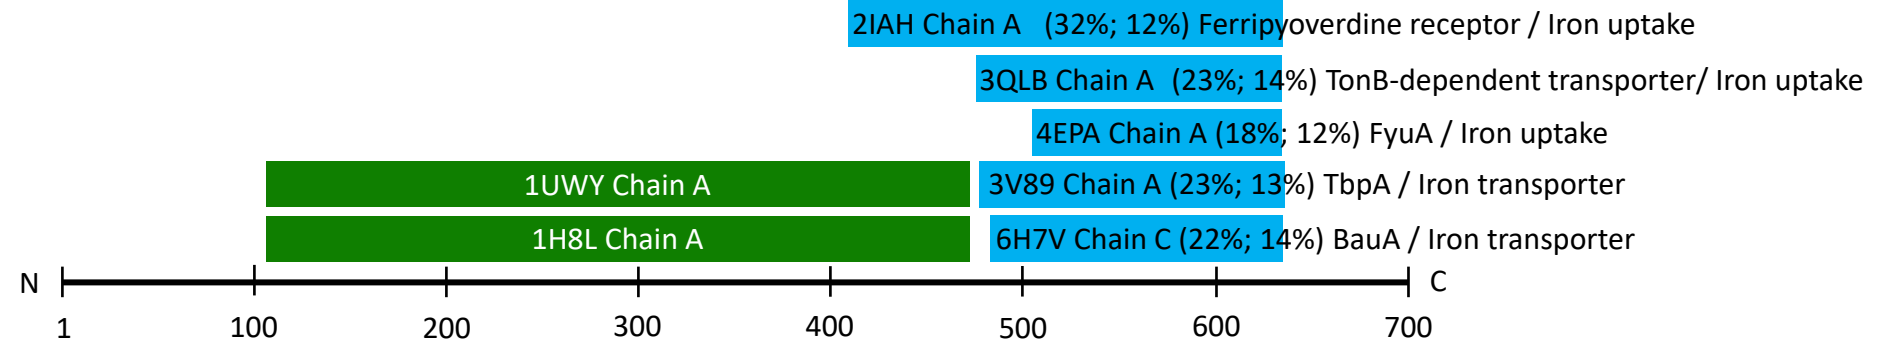 2IAH Chain A (32%; 12%) Ferripyoverdine receptor / Iron uptake
3QLB Chain A (23%; 14%) TonB-dependent transporter/ Iron uptake
4EPA Chain A (18%; 12%) FyuA / Iron uptake
1UWY Chain A 3V89 Chain A (23%; 13%) TbpA / Iron transporter
1H8L Chain A 6H7V Chain C (22%; 14%) BauA / Iron transporter
N C
1 100 200 300 400 500 600 700